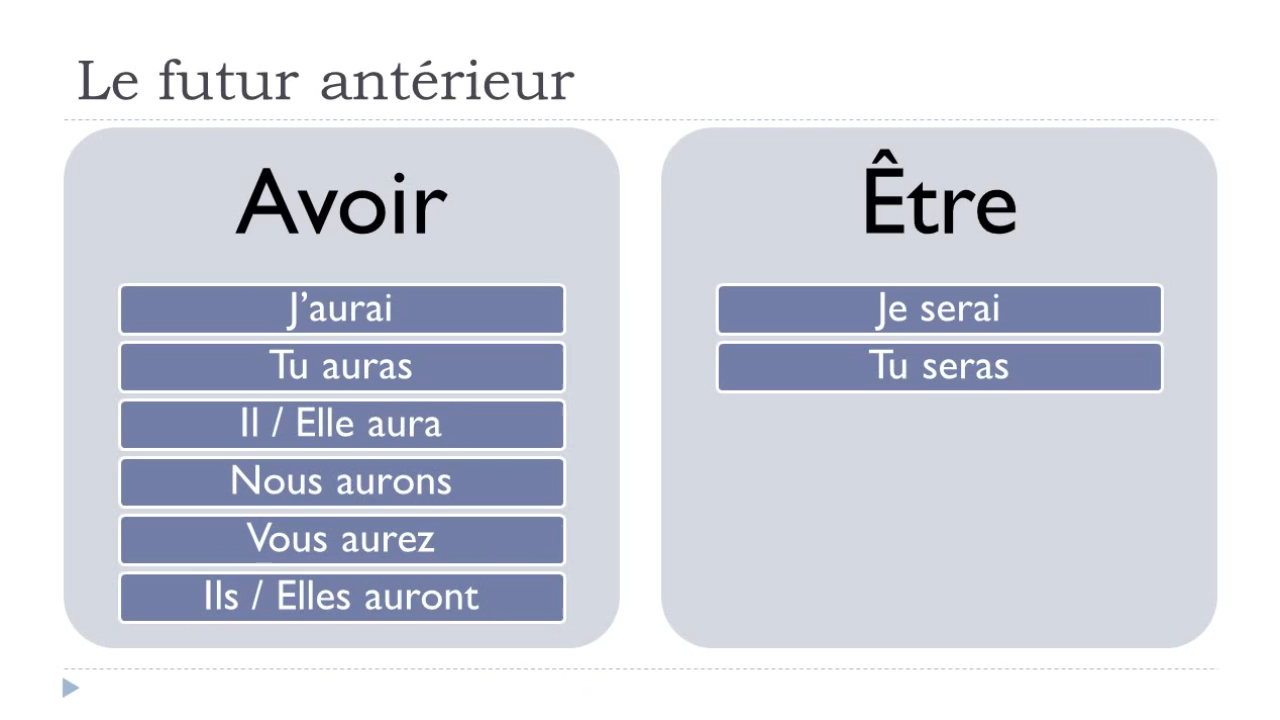 Le futur antérieur
Avoir
J’aurai
Tu auras
Il / Elle aura
Nous aurons
Vous aurez
Ils / Elles auront
Être
Je serai
Tu seras